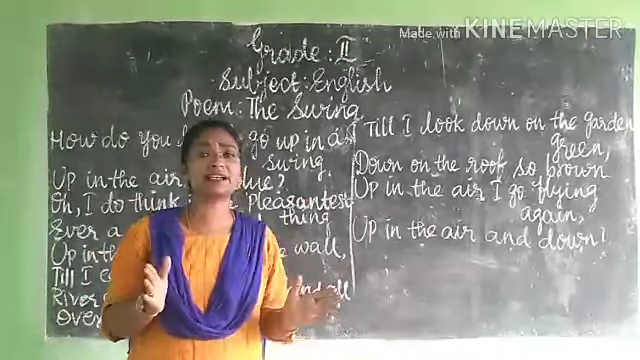 Made with KINEMASTER
Grade : II
Subject : English
Poem : The Swing
How do you go up in a
swing,
Up in the air, blue?
Oh, I do think Pleasantest
thing
Ever a
Up in the wall,
Till I
River
Over
Till I look down on the garden
green,
Down on the roof so brown
Up in the air I go flying
again,
Up in the air and down!